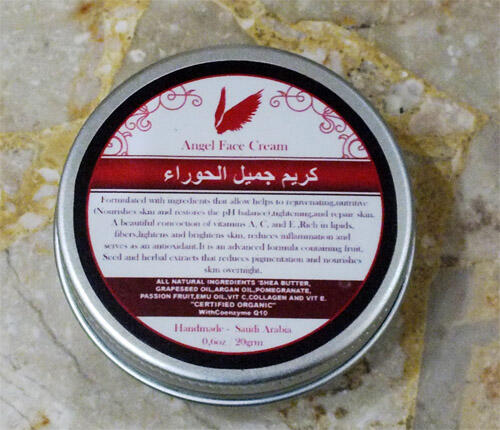 Angel Face Cream
كريم جميل الحوراء
Formulated with ingredients that allow helps to rejuvenating,nutritive
(Nourishes skin and restores the pH balance),tightening,and repair skin.
A beautiful concoction of vitamins A, C, and E ,Rich in lipids,
fibers,lightens and brightens skin, reduces inflammation and
serves as an antioxidant.It is an advanced formula containing fruit,
Seed and herbal extracts that reduces pigmentation and nourishes
skin overnight.
ALL NATURAL INGREDIENTS 'SHEA BUTTER,
GRAPESEED OIL,ARGAN OIL,POMEGRANATE,
PASSION FRUIT,EMU OIL,VIT C,COLLAGEN AND VIT E.
"CERTIFIED ORGANIC"
WithCoenzyme Q10
Handmade - Saudi Arabia
0,6oz 20grm